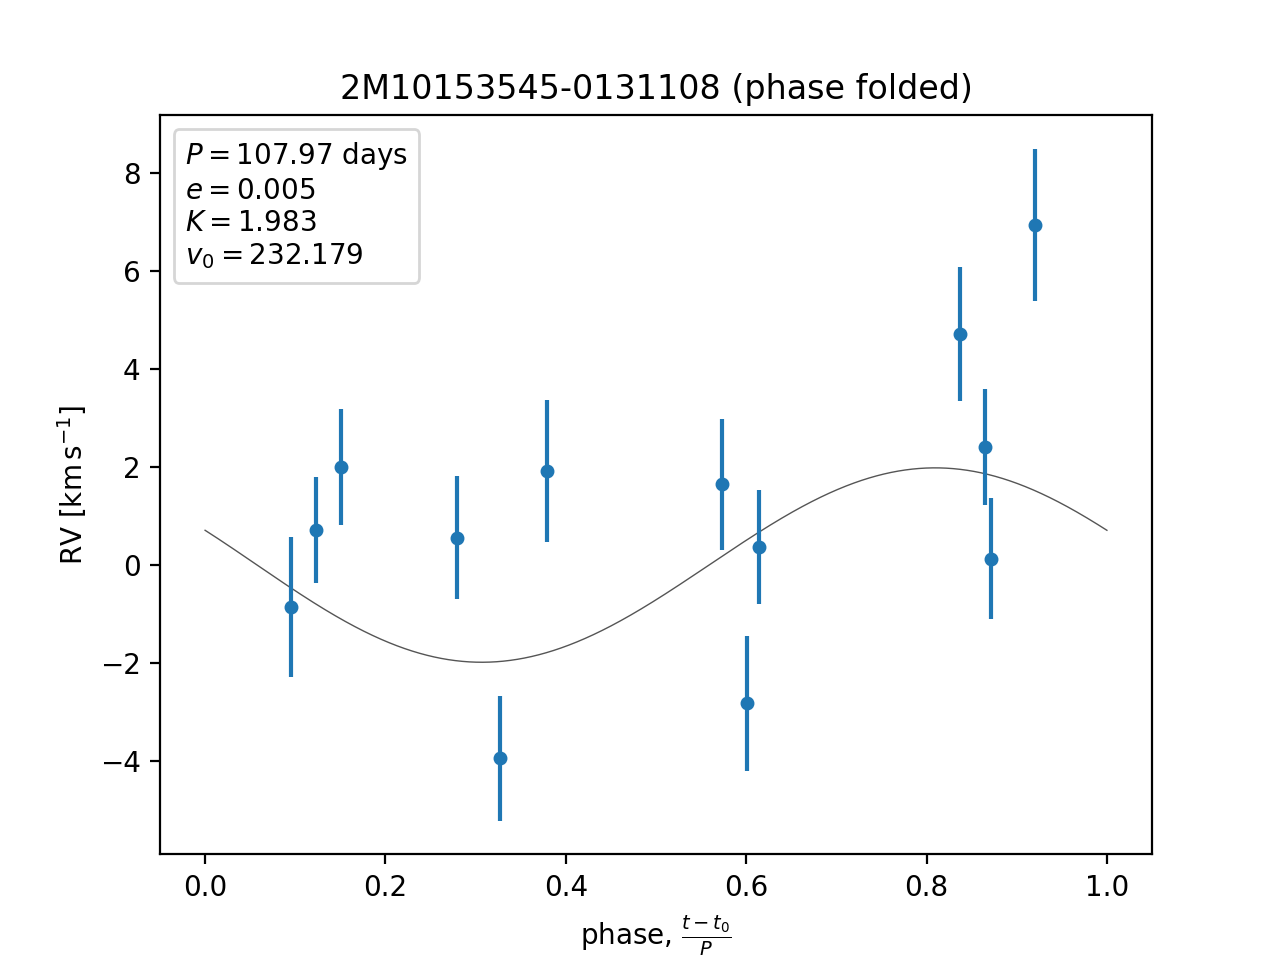 2M10153545-0131108 (phase folded)
P = 107.97 days
e = 0.005
K = 1.983
v₀ = 232.179
8
6
4
2
0
−2
−4
RV [km s⁻¹]
0.0 0.2 0.4 0.6 0.8 1.0
phase, (t − t₀)/P